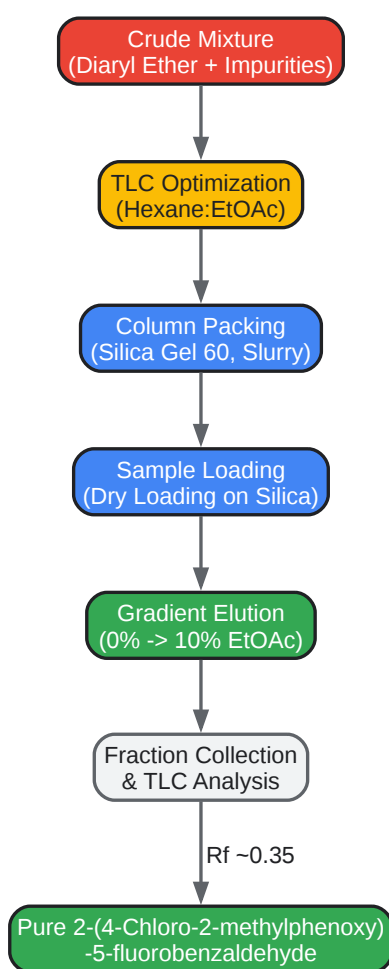 Crude Mixture
(Diaryl Ether + Impurities)
TLC Optimization
(Hexane:EtOAc)
Column Packing
(Silica Gel 60, Slurry)
Sample Loading
(Dry Loading on Silica)
Gradient Elution
(0% -> 10% EtOAc)
Fraction Collection
& TLC Analysis
Rf ~0.35
Pure 2-(4-Chloro-2-methylphenoxy)
-5-fluorobenzaldehyde